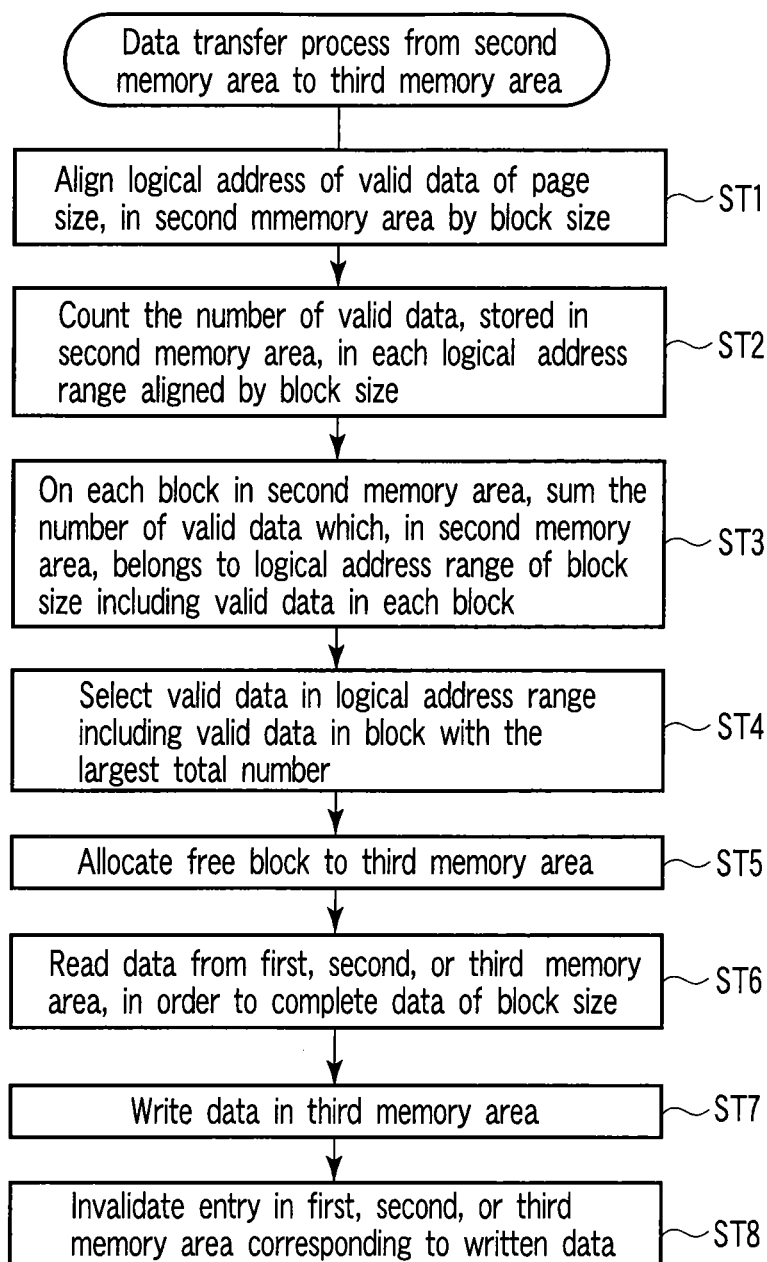 Data transfer process from second
memory area to third memory area
Align logical address of valid data of page
size, in second mmemory area by block size
ST1
Count the number of valid data, stored in
second memory area, in each logical address
range aligned by block size
ST2
On each block in second memory area, sum the
number of valid data which, in second memory
area, belongs to logical address range of block
size including valid data in each block
ST3
Select valid data in logical address range
including valid data in block with the
largest total number
ST4
Allocate free block to third memory area
ST5
Read data from first, second, or third memory
area, in order to complete data of block size
ST6
Write data in third memory area
ST7
Invalidate entry in first, second, or third
memory area corresponding to written data
ST8